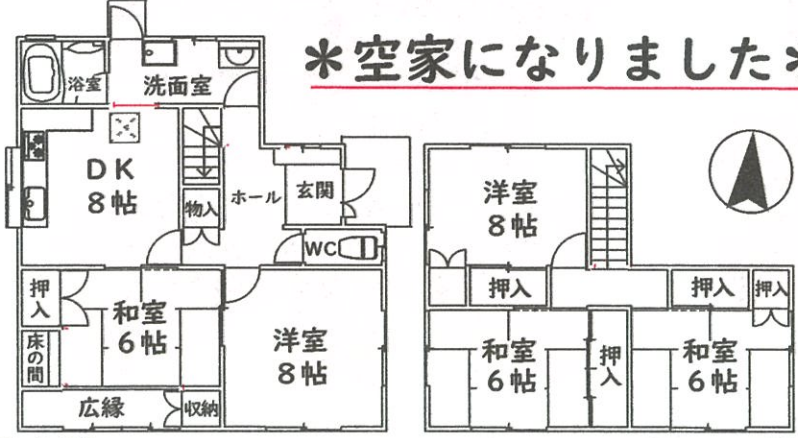 *空家になりました*
浴室
洗面室
DK
8帖
物入
ホール
玄関
WC
押入
和室
6帖
床の間
洋室
8帖
広縁
収納
洋室
8帖
押入
押入
押入
和室
6帖
押入
和室
6帖